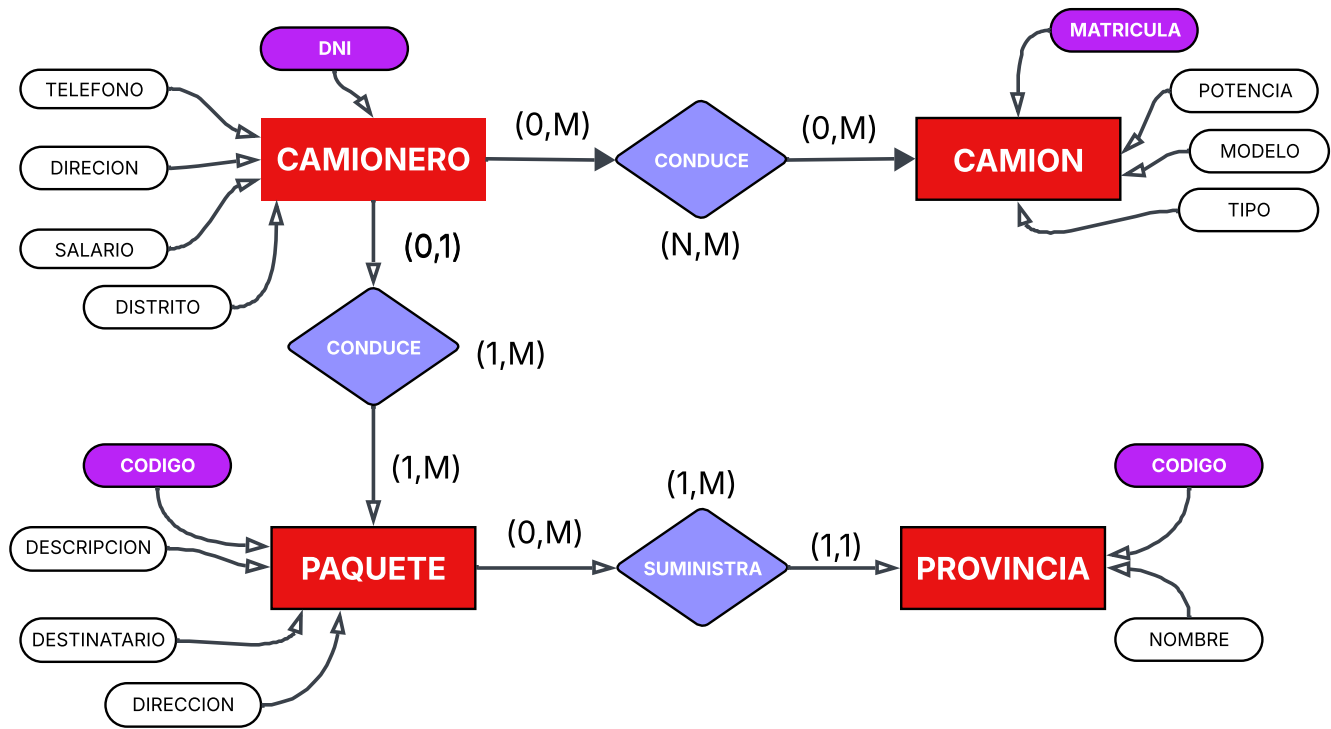 MATRICULA
DNI
TELEFONO
POTENCIA
(0,M)
(0,M)
CAMIONERO
CONDUCE
CAMION
MODELO
DIRECION
TIPO
SALARIO
(0,1)
(N,M)
DISTRITO
CONDUCE
(1,M)
CODIGO
(1,M)
(1,M)
CODIGO
DESCRIPCION
(0,M)
(1,1)
PAQUETE
SUMINISTRA
PROVINCIA
DESTINATARIO
NOMBRE
DIRECCION